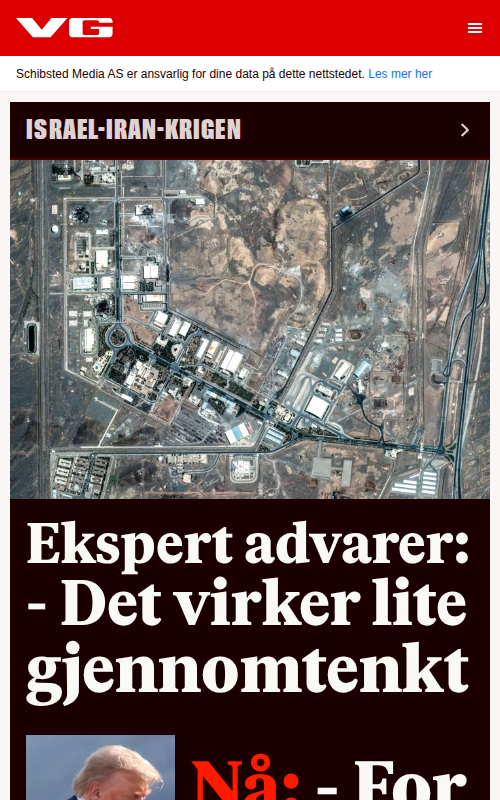 VG
Schibsted Media AS er ansvarlig for dine data på dette nettstedet. Les mer her
ISRAEL-IRAN-KRIGEN
Ekspert advarer:
- Det virker lite
gjennomtenkt
Nå: - For